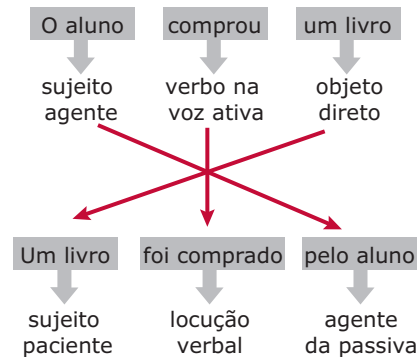 O aluno comprou um livro
sujeito verbo na objeto
agente voz ativa direto
Um livro foi comprado pelo aluno
sujeito locução agente
paciente verbal da passiva